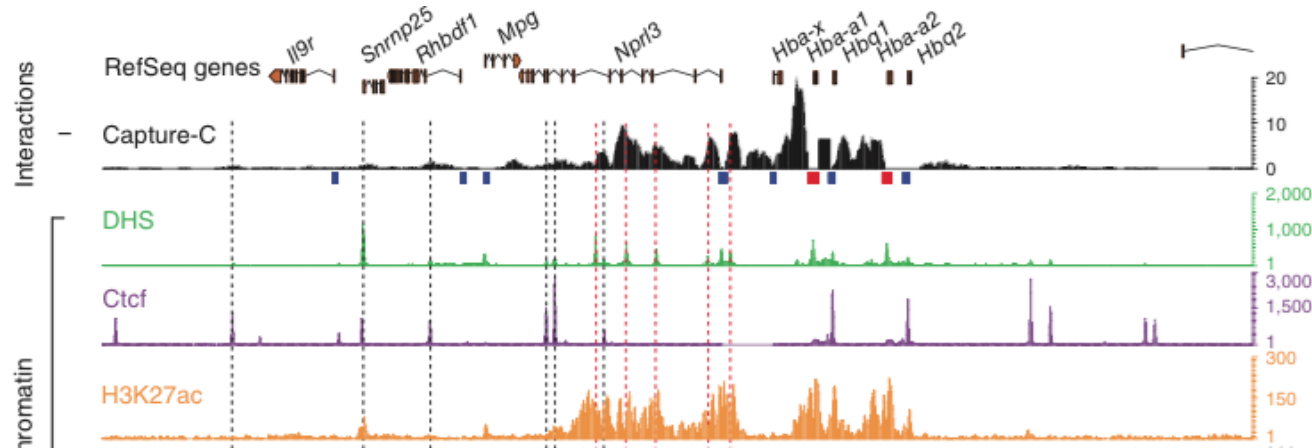 Il9r Snrnp25 Rhbdf1 Mpg Nprl3 Hba-x Hba-a1 Hbq1 Hba-a2 Hbq2
RefSeq genes
Interactions
Capture-C
20
10
0
DHS
2,000
1,000
1
Ctcf
3,000
1,500
1
H3K27ac
300
150
1
hromatin